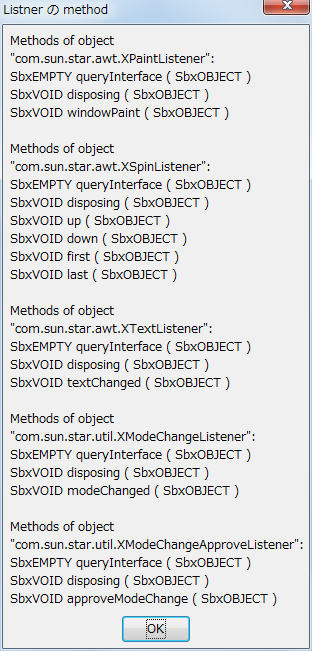 Listner の method
Methods of object
"com.sun.star.awt.XPaintListener":
SbxEMPTY queryInterface ( SbxOBJECT )
SbxVOID disposing ( SbxOBJECT )
SbxVOID windowPaint ( SbxOBJECT )
Methods of object
"com.sun.star.awt.XSpinListener":
SbxEMPTY queryInterface ( SbxOBJECT )
SbxVOID disposing ( SbxOBJECT )
SbxVOID up ( SbxOBJECT )
SbxVOID down ( SbxOBJECT )
SbxVOID first ( SbxOBJECT )
SbxVOID last ( SbxOBJECT )
Methods of object
"com.sun.star.awt.XTextListener":
SbxEMPTY queryInterface ( SbxOBJECT )
SbxVOID disposing ( SbxOBJECT )
SbxVOID textChanged ( SbxOBJECT )
Methods of object
"com.sun.star.util.XModeChangeListener":
SbxEMPTY queryInterface ( SbxOBJECT )
SbxVOID disposing ( SbxOBJECT )
SbxVOID modeChanged ( SbxOBJECT )
Methods of object
"com.sun.star.util.XModeChangeApproveListener":
SbxEMPTY queryInterface ( SbxOBJECT )
SbxVOID disposing ( SbxOBJECT )
SbxVOID approveModeChange ( SbxOBJECT )
OK